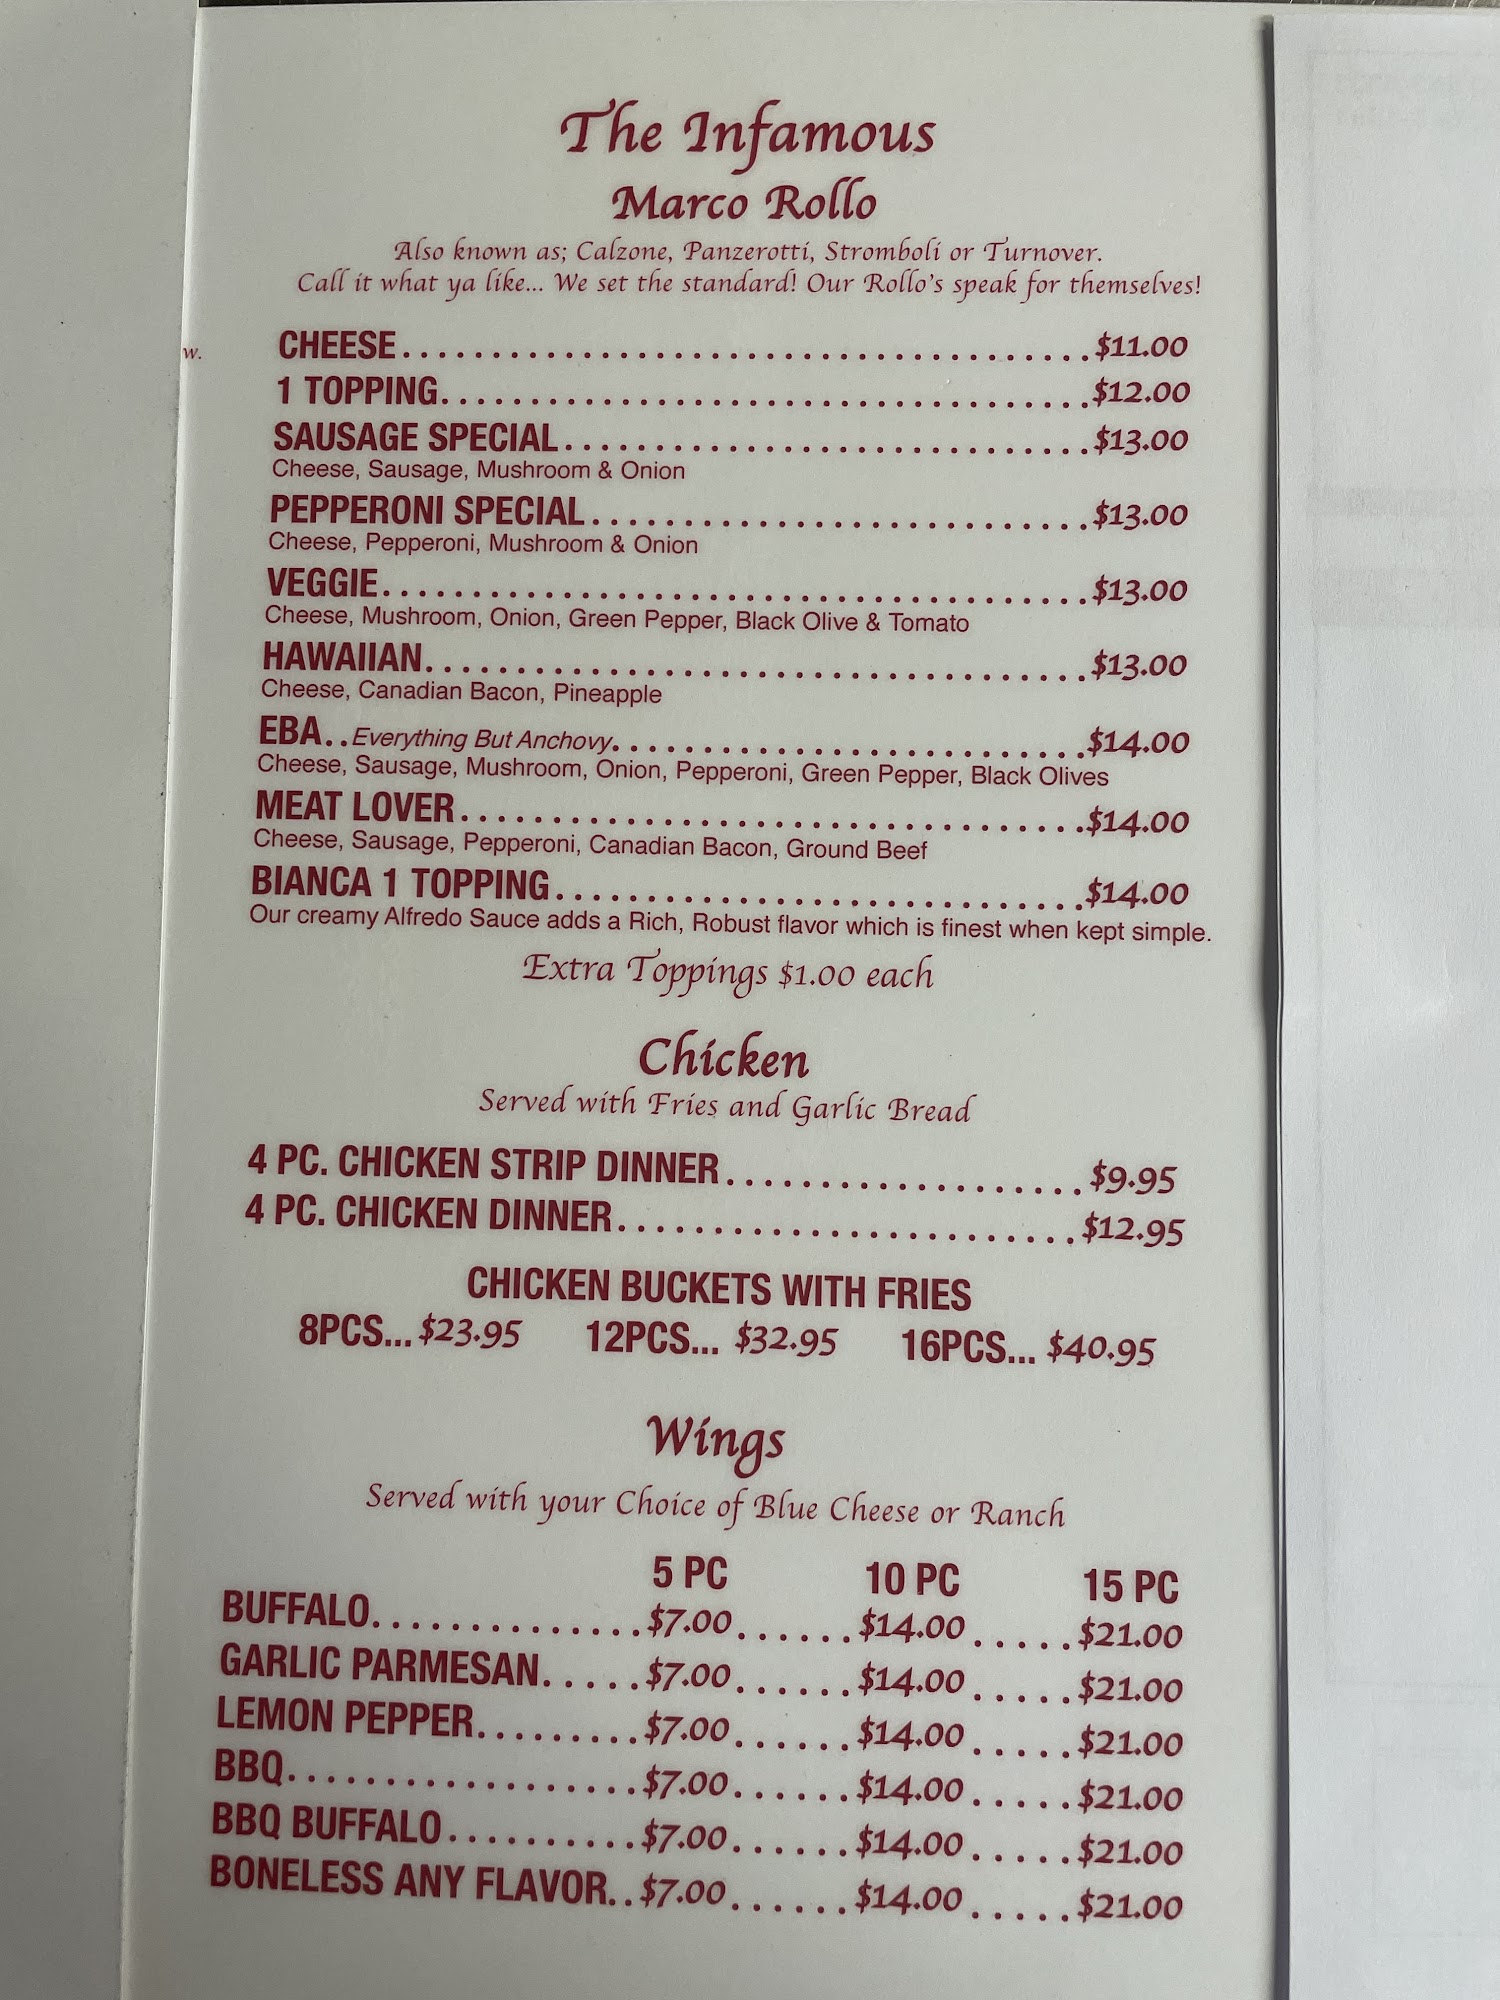 The Infamous
Marco Rollo
Also known as; Calzone, Panzerotti, Stromboli or Turnover.
Call it what ya like... We set the standard! Our Rollo's speak for themselves!
w.
CHEESE...................................... $11.00
1 TOPPING.................................... $12.00
SAUSAGE SPECIAL............................. $13.00
Cheese, Sausage, Mushroom & Onion
PEPPERONI SPECIAL............................ $13.00
Cheese, Pepperoni, Mushroom & Onion
VEGGIE....................................... $13.00
Cheese, Mushroom, Onion, Green Pepper, Black Olive & Tomato
HAWAIIAN..................................... $13.00
Cheese, Canadian Bacon, Pineapple
EBA..Everything But Anchovy.......................... $14.00
Cheese, Sausage, Mushroom, Onion, Pepperoni, Green Pepper, Black Olives
MEAT LOVER................................... $14.00
Cheese, Sausage, Pepperoni, Canadian Bacon, Ground Beef
BIANCA 1 TOPPING.............................. $14.00
Our creamy Alfredo Sauce adds a Rich, Robust flavor which is finest when kept simple.
Extra Toppings $1.00 each
Chicken
Served with Fries and Garlic Bread
4 PC. CHICKEN STRIP DINNER.................... $9.95
4 PC. CHICKEN DINNER......................... $12.95
CHICKEN BUCKETS WITH FRIES
8PCS... $23.95 12PCS... $32.95 16PCS... $40.95
Wings
Served with your Choice of Blue Cheese or Ranch
5 PC 10 PC 15 PC
BUFFALO............... $7.00 ...... $14.00 ..... $21.00
GARLIC PARMESAN..... $7.00 ...... $14.00 ..... $21.00
LEMON PEPPER......... $7.00 ...... $14.00 ..... $21.00
BBQ................... $7.00 ...... $14.00 ..... $21.00
BBQ BUFFALO.......... $7.00 ...... $14.00 ..... $21.00
BONELESS ANY FLAVOR.. $7.00 ...... $14.00 ..... $21.00